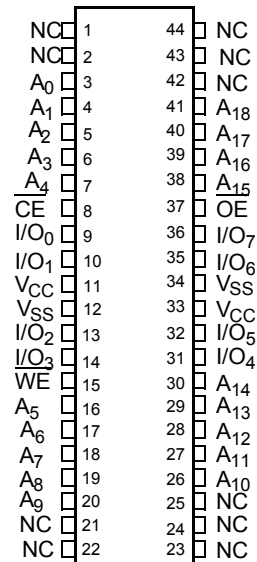 NC 1 44 NC
NC 2 43 NC
A0 3 42 NC
A1 4 41 A18
A2 5 40 A17
A3 6 39 A16
A4 7 38 A15
CE 8 37 OE
I/O0 9 36 I/O7
I/O1 10 35 I/O6
VCC 11 34 VSS
VSS 12 33 VCC
I/O2 13 32 I/O5
I/O3 14 31 I/O4
WE 15 30 A14
A5 16 29 A13
A6 17 28 A12
A7 18 27 A11
A8 19 26 A10
A9 20 25 NC
NC 21 24 NC
NC 22 23 NC